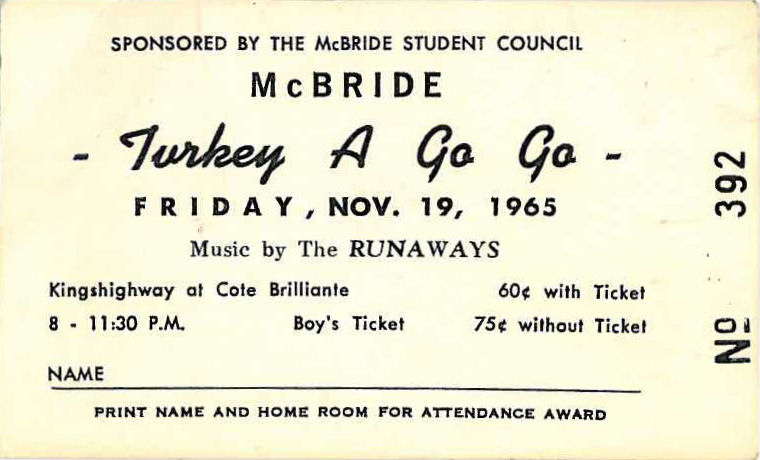 SPONSORED BY THE McBRIDE STUDENT COUNCIL
McBRIDE
- Turkey A Go Go -
FRIDAY, NOV. 19, 1965
Music by The RUNAWAYS
Kingshighway at Cote Brilliante 60¢ with Ticket
8 - 11:30 P.M. Boy's Ticket 75¢ without Ticket
NAME
PRINT NAME AND HOME ROOM FOR ATTENDANCE AWARD
No 392